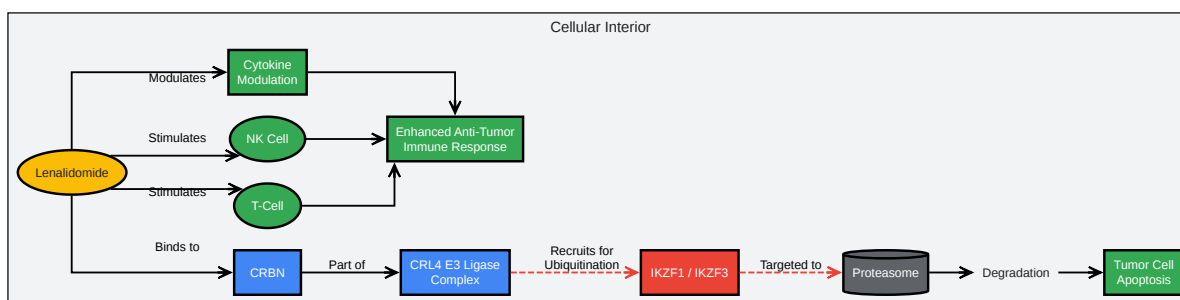 Cellular Interior
Modulates
Cytokine
Modulation
Stimulates
NK Cell
Enhanced Anti-Tumor
Immune Response
Lenalidomide
Stimulates
T-Cell
Binds to
CRBN
Part of
CRL4 E3 Ligase
Complex
Recruits for
Ubiquitination
IKZF1 / IKZF3
Targeted to
Proteasome
Degradation
Tumor Cell
Apoptosis